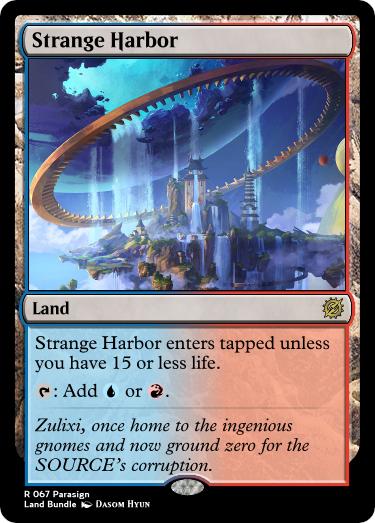 Strange Harbor
Land
Strange Harbor enters tapped unless
you have 15 or less life.
: Add or .
Zulixi, once home to the ingenious
gnomes and now ground zero for the
SOURCE's corruption.
R 067 Parasign
Land Bundle Dasom Hyun